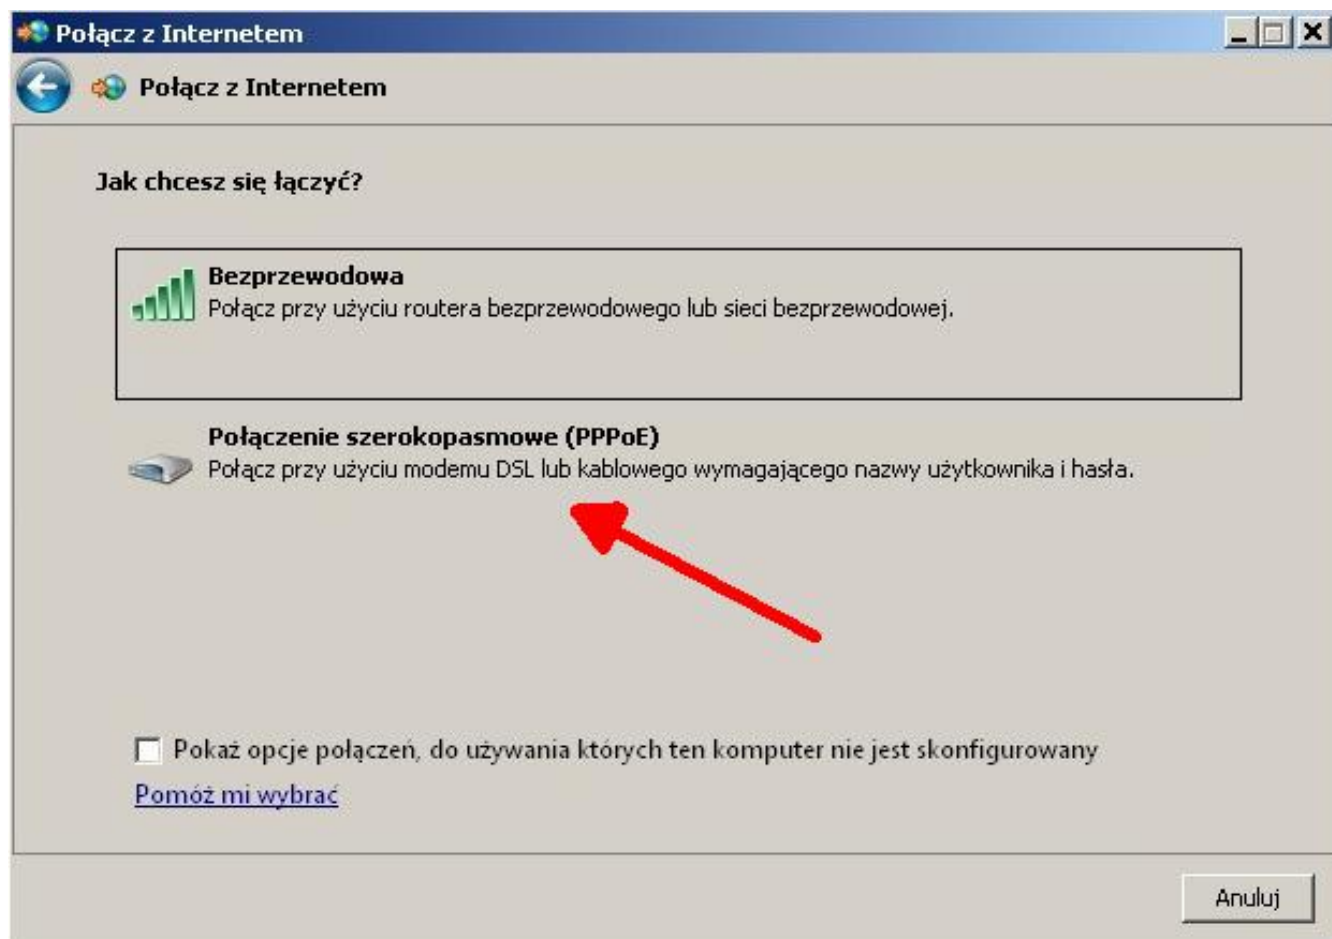 Połącz z Internetem
Połącz z Internetem
Jak chcesz się łączyć?
Bezprzewodowa
Połącz przy użyciu routera bezprzewodowego lub sieci bezprzewodowej.
Połączenie szerokopasmowe (PPPoE)
Połącz przy użyciu modemu DSL lub kablowego wymagającego nazwy użytkownika i hasła.
Pokaż opcje połączeń, do używania których ten komputer nie jest skonfigurowany
Pomóż mi wybrać
Anuluj